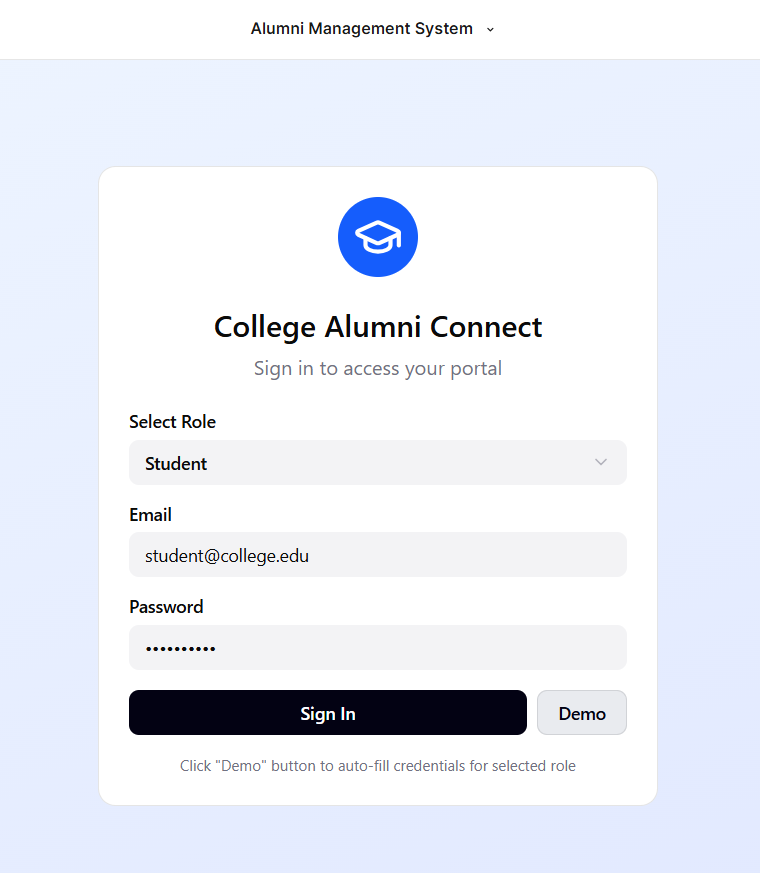 Alumni Management System
College Alumni Connect
Sign in to access your portal
Select Role
Student
Email
student@college.edu
Password
••••••••••
Sign In
Demo
Click "Demo" button to auto-fill credentials for selected role